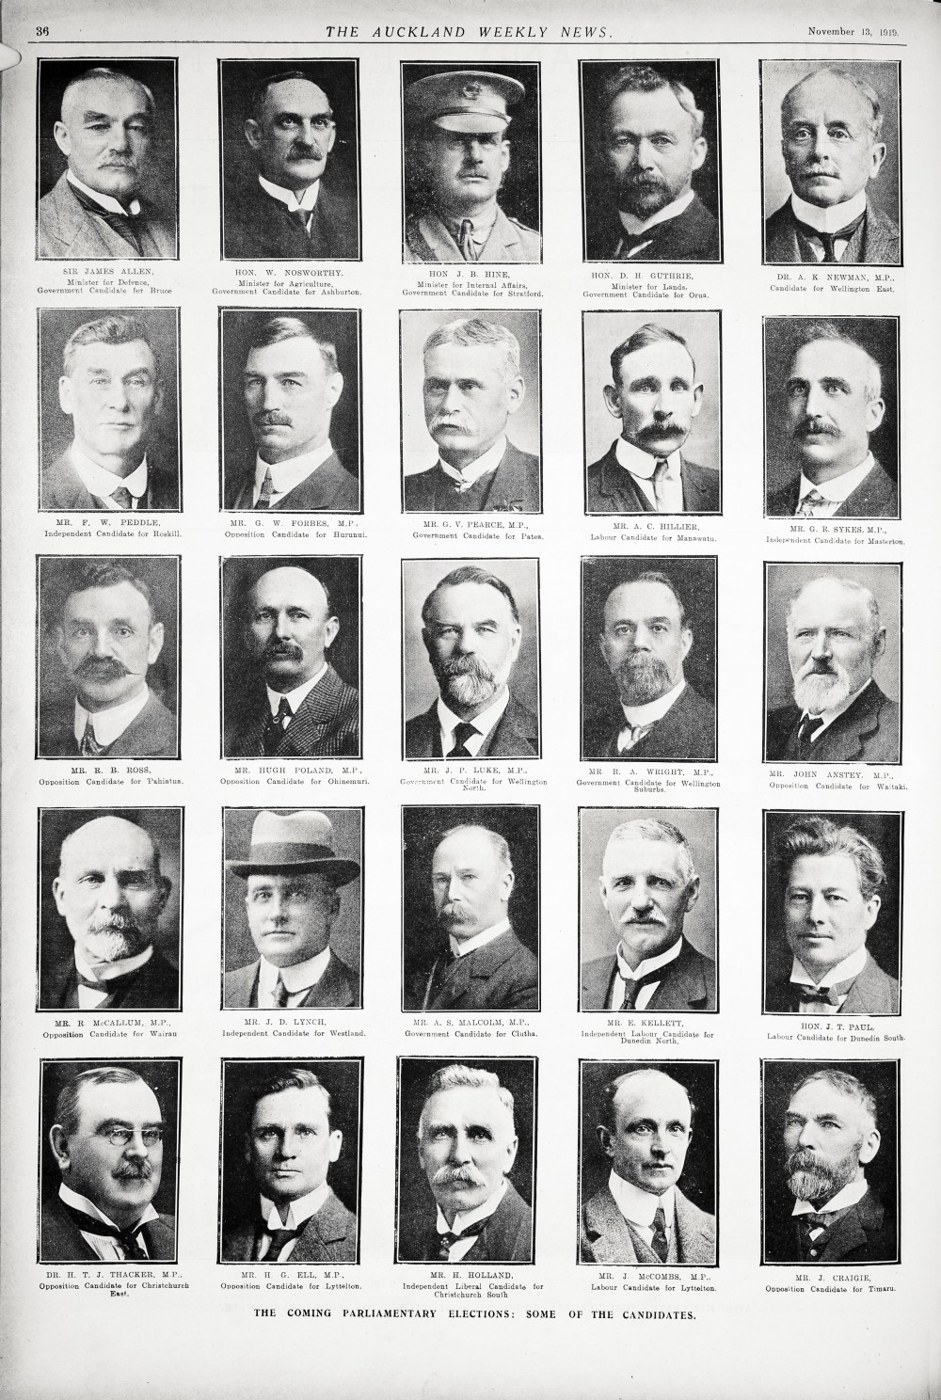 36
THE AUCKLAND WEEKLY NEWS.
November 13, 1919.
SIR JAMES ALLEN,
Minister for Defence,
Government Candidate for Bruce
HON. W. NOSWORTHY.
Minister for Agriculture,
Government Candidate for Ashburton.
HON J. B. HINE,
Minister for Internal Affairs,
Government Candidate for Stratford.
HON. D. H. GUTHRIE,
Minister for Lands.
Government Candidate for Orua.
DR. A. K. NEWMAN, M.P.,
Candidate for Wellington East.
MR. F. W. PEDDLE,
Independent Candidate for Roskill.
MR. G. W. FORBES, M.P.,
Opposition Candidate for Hurunui.
MR. G. V. PEARCE, M.P.,
Government Candidate for Patea.
MR. A. C. HILLIER,
Labour Candidate for Manawatu.
MR. G. R. SYKES, M.P.,
Independent Candidate for Masterton.
MR. R. B. ROSS,
Opposition Candidate for Pahiatua.
MR. HUGH POLAND, M.P.,
Opposition Candidate for Ohinemuri.
MR. J. P. LUKE, M.P.,
Government Candidate for Wellington
North.
MR. R. A. WRIGHT, M.P.,
Government Candidate for Wellington
Suburbs.
MR. JOHN ANSTEY. M.P.,
Opposition Candidate for Waitaki.
MR. R. McCALLUM, M.P.,
Opposition Candidate for Wairau
MR. J. D. LYNCH,
Independent Candidate for Westland.
MR. A. S. MALCOLM, M.P.,
Government Candidate for Clutha.
MR. E. KELLETT,
Independent Labour Candidate for
Dunedin North.
HON. J. T. PAUL.
Labour Candidate for Dunedin South.
DR. H. T. J. THACKER, M.P.,
Opposition Candidate for Christchurch
East.
MR. H. G. ELL, M.P.,
Opposition Candidate for Lyttelton.
MR. H. HOLLAND,
Independent Liberal Candidate for
Christchurch South
MR. J McCOMBS, M.P.,
Labour Candidate for Lyttelton.
MR. J. CRAIGIE,
Opposition Candidate for Timaru.
THE COMING PARLIAMENTARY ELECTIONS: SOME OF THE CANDIDATES.